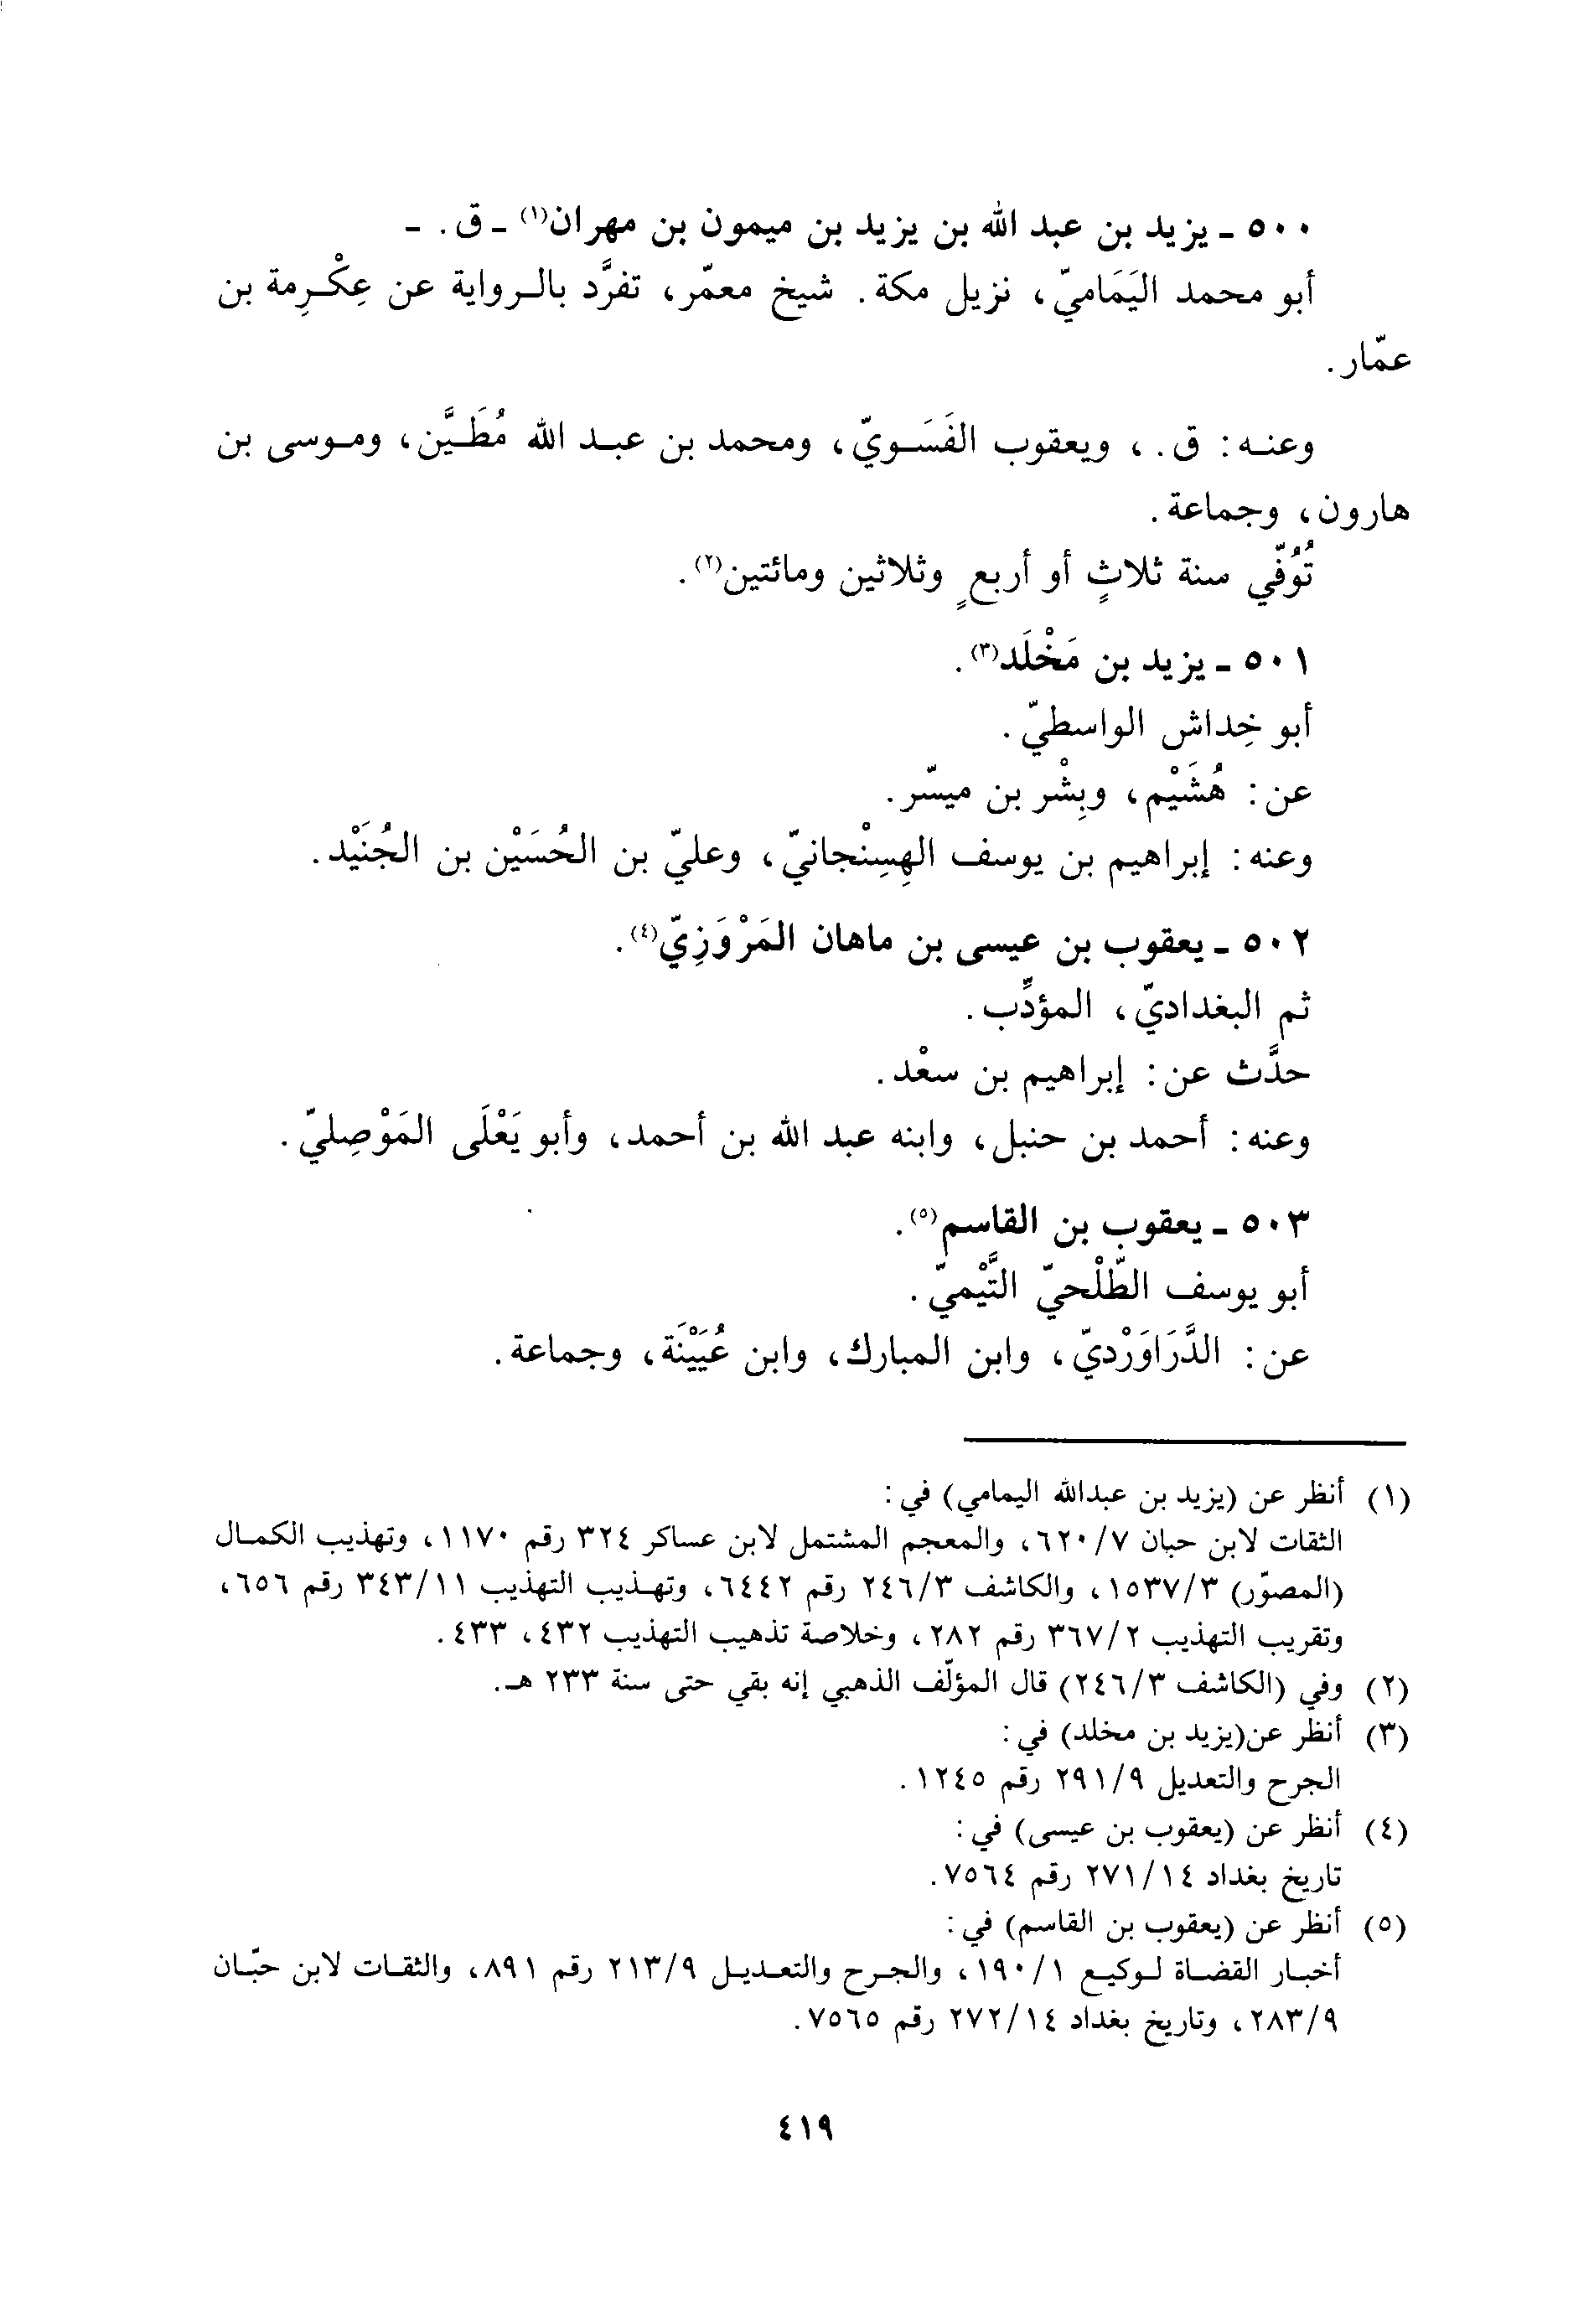 ٥٠٠ ـ يزيد بن عبد الله بن يزيد بن ميمون بن مهران(١) ـ ق. ـ
أبو محمد اليَمَاميّ، نزيل مكة. شيخ معمّر، تفرَّد بالرواية عن عِكْرِمة بن
عمّار.
وعنه: ق.، ويعقوب الفَسَويّ، ومحمد بن عبد الله مُطَيَّن، وموسى بن
هارون، وجماعة.
تُوُفّي سنة ثلاثٍ أو أربعٍ وثلاثين ومائتين(٢).
٥٠١ ـ يزيد بن مَخْلَد(٣).
أبو خِداش الواسطيّ.
عن: هُشَيْم، وبِشْر بن ميسّر.
وعنه: إبراهيم بن يوسف الهِسِنْجانيّ، وعليّ بن الحُسَيْن بن الجُنَيْد.
٥٠٢ ـ يعقوب بن عيسى بن ماهان المَرْوَزِيّ(٤).
ثم البغداديّ، المؤدِّب.
حدَّث عن: إبراهيم بن سعْد.
وعنه: أحمد بن حنبل، وابنه عبد الله بن أحمد، وأبو يَعْلَى المَوْصِليّ.
٥٠٣ ـ يعقوب بن القاسم(٥).
أبو يوسف الطّلْحيّ التَّيْميّ.
عن: الدَّرَاوَرْديّ، وابن المبارك، وابن عُيَيْنَة، وجماعة.
(١) أنظر عن (يزيد بن عبدالله اليمامي) في:
الثقات لابن حبان ٦٢٠/٧، والمعجم المشتمل لابن عساكر ٣٢٤ رقم ١١٧٠، وتهذيب الكمال
(المصوّر) ١٥٣٧/٣، والكاشف ٢٤٦/٣ رقم ٦٤٤٢، وتهذيب التهذيب ٣٤٣/١١ رقم ٦٥٦،
وتقريب التهذيب ٣٦٧/٢ رقم ٢٨٢، وخلاصة تذهيب التهذيب ٤٣٢، ٤٣٣.
(٢) وفي (الكاشف ٢٤٦/٣) قال المؤلّف الذهبي إنه بقي حتى سنة ٢٣٣ هـ.
(٣) أنظر عن(يزيد بن مخلد) في:
الجرح والتعديل ٢٩١/٩ رقم ١٢٤٥.
(٤) أنظر عن (يعقوب بن عيسى) في:
تاريخ بغداد ٢٧١/١٤ رقم ٧٥٦٤.
(٥) أنظر عن (يعقوب بن القاسم) في:
أخبار القضاة لوكيع ١٩٠/١، والجرح والتعديل ٢١٣/٩ رقم ٨٩١، والثقات لابن حبّان
٢٨٣/٩، وتاريخ بغداد ٢٧٢/١٤ رقم ٧٥٦٥.
٤١٩